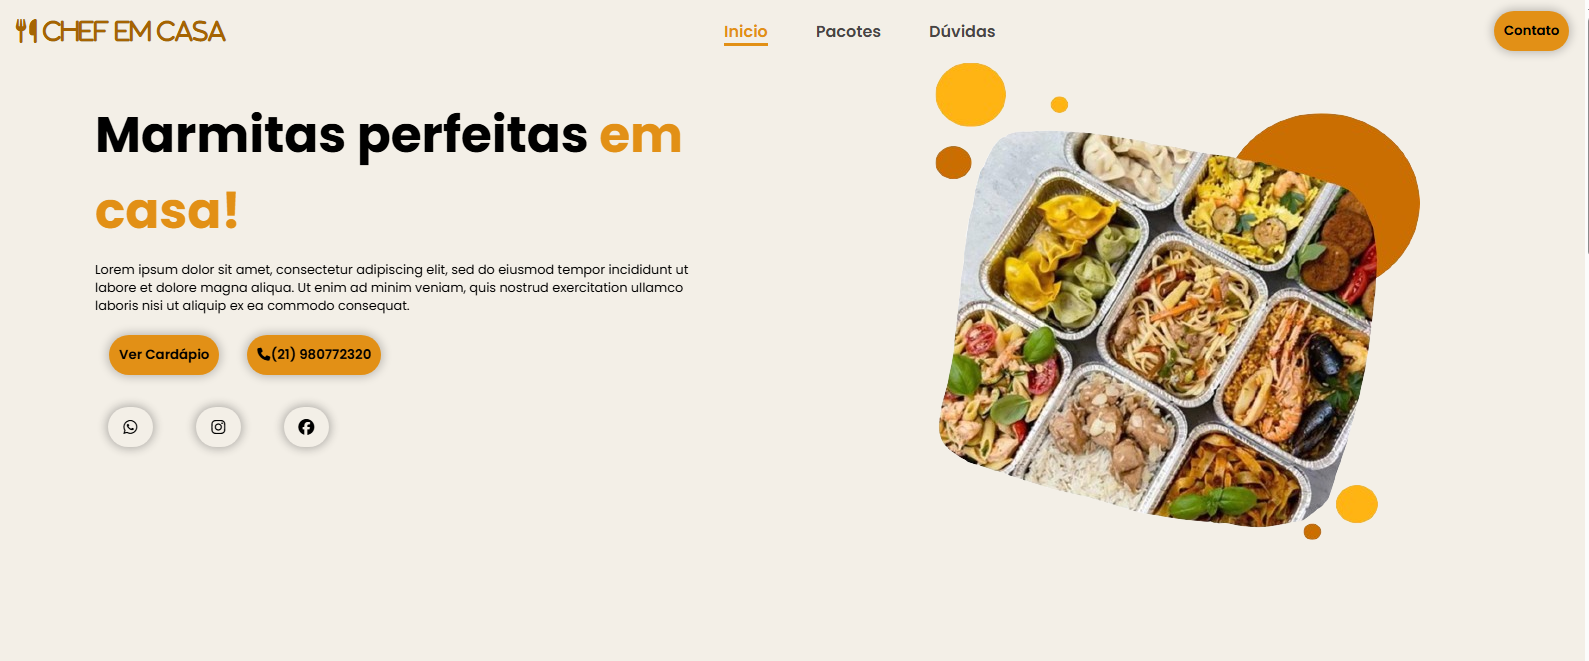 CHEF EM CASA
Inicio
Pacotes
Dúvidas
Contato
Marmitas perfeitas em
casa!
Lorem ipsum dolor sit amet, consectetur adipiscing elit, sed do eiusmod tempor incididunt ut
labore et dolore magna aliqua. Ut enim ad minim veniam, quis nostrud exercitation ullamco
laboris nisi ut aliquip ex ea commodo consequat.
Ver Cardápio
(21) 980772320